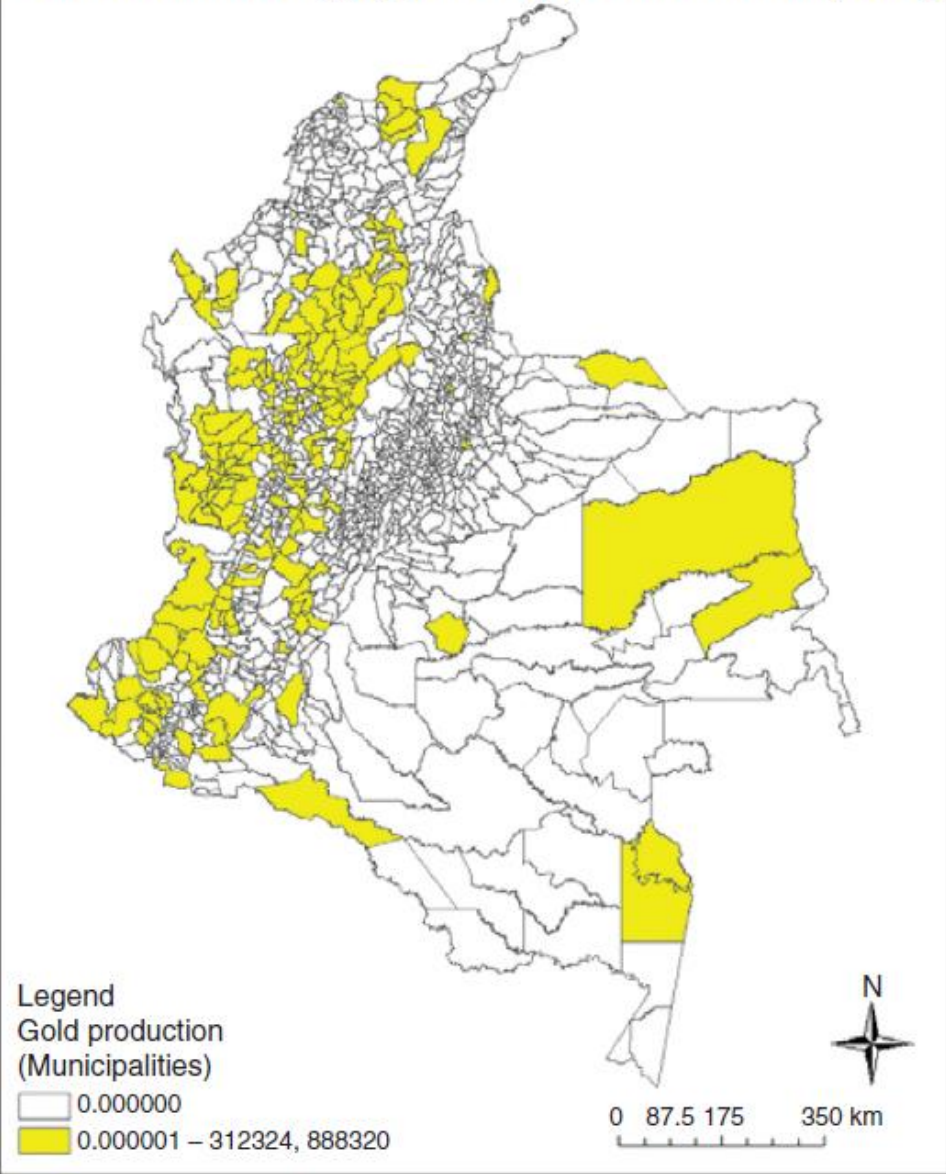 Legend
Gold production
(Municipalities)
0.000000
0.000001 – 312324, 888320
N
0 87.5 175 350 km